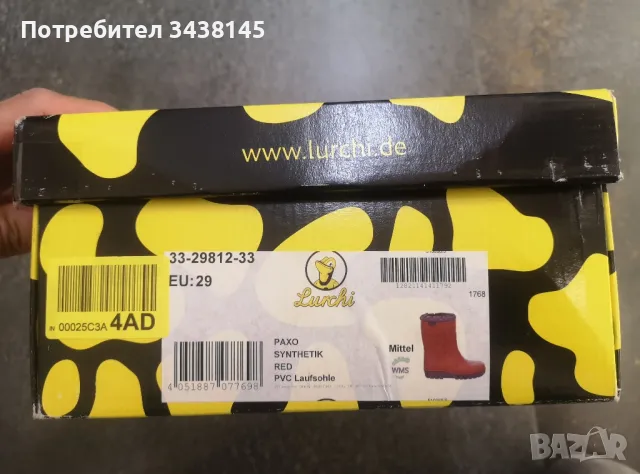 Потребител 3438145
www.lurchi.de
33-29812-33
EU:29
Lurchi
1768
IN 00025C3A 4AD
PAXO
SYNTHETIK
RED
PVC Laufsohle
Mittel
WMS
4 051887 077698
BAZAR